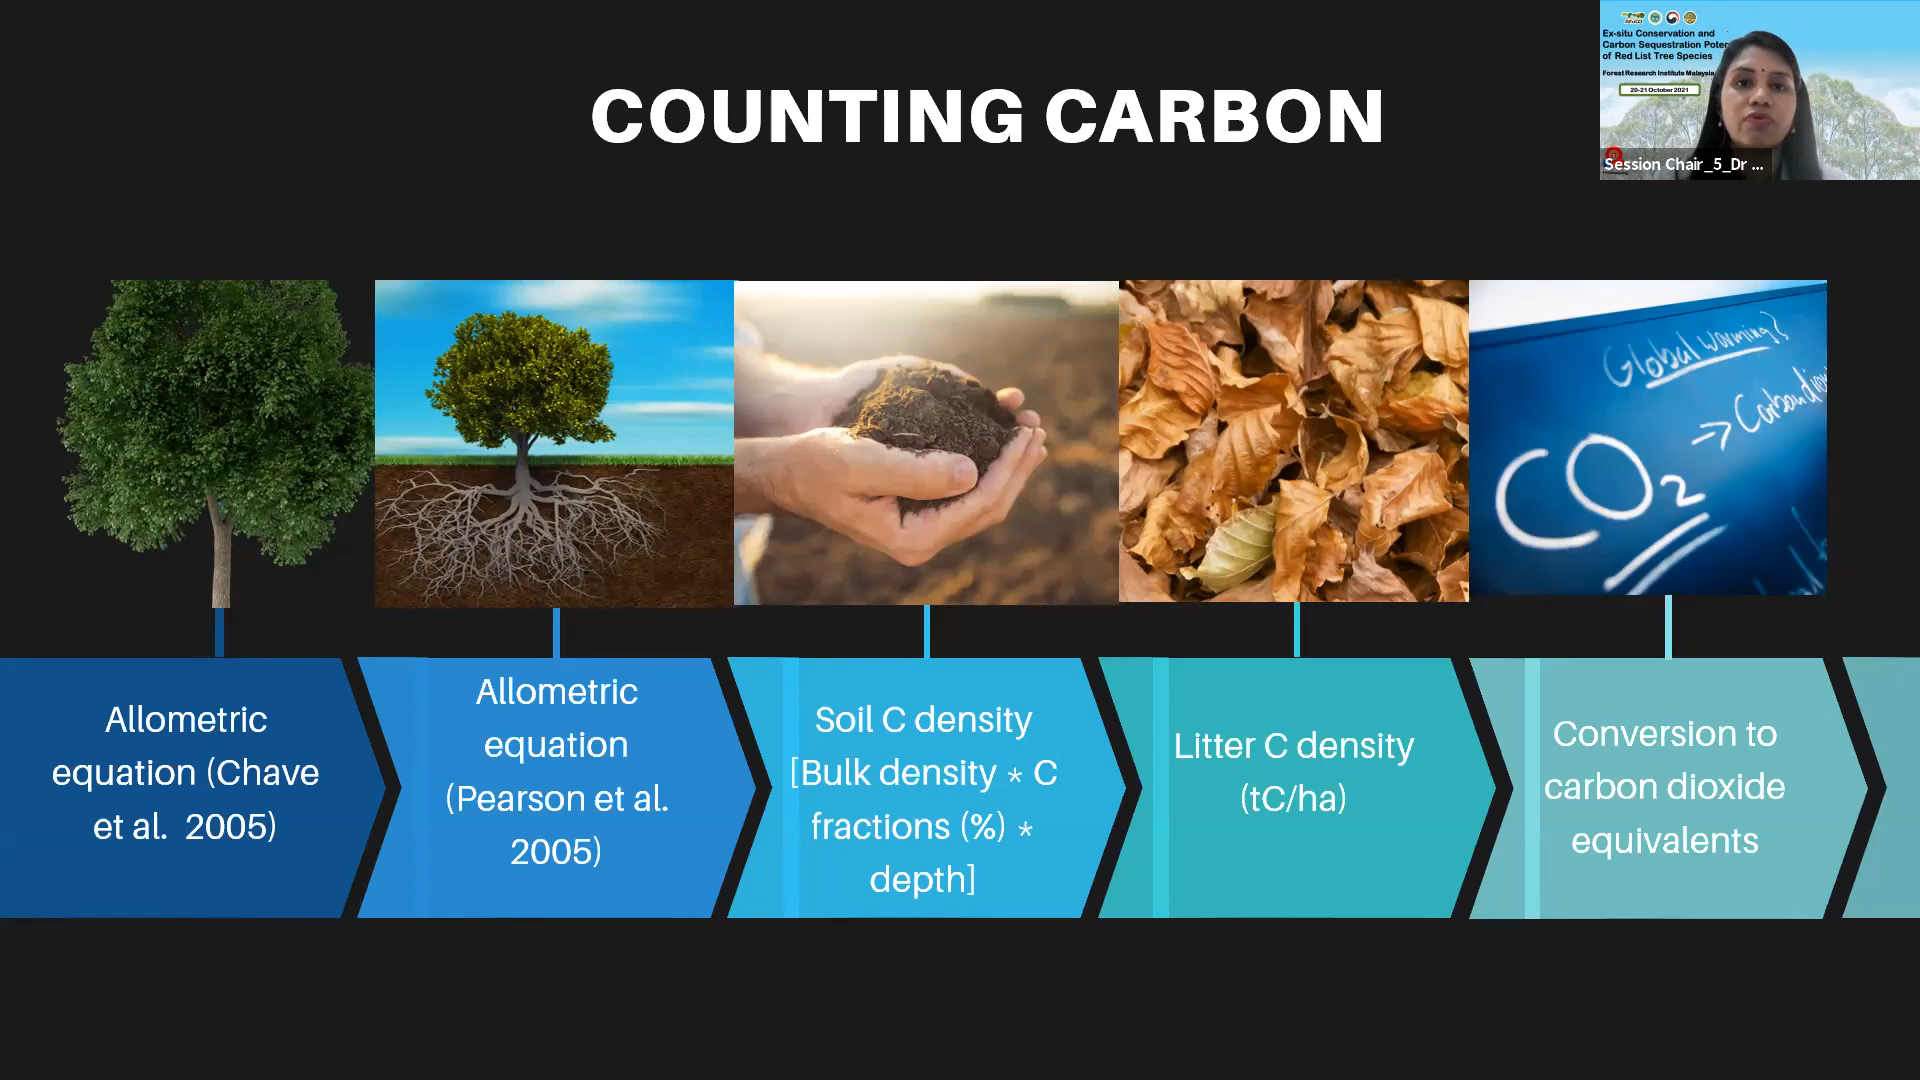 COUNTING CARBON
Ex-situ Conservation and
Carbon Sequestration
of Red List Tree Species
Forest Research Institute Malaysia
20-21 October 2021
Session Chair_5_Dr ...
Global warming?
CO2
Allometric
equation (Chave
et al. 2005)
Allometric
equation
(Pearson et al.
2005)
Soil C density
[Bulk density * C
fractions (%) *
depth]
Litter C density
(tC/ha)
Conversion to
carbon dioxide
equivalents